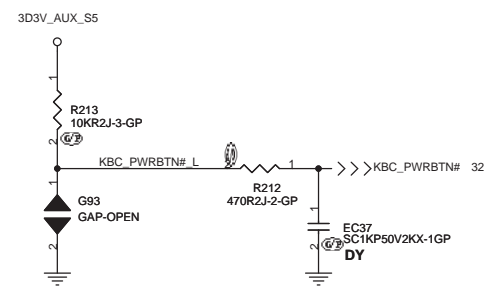 3D3V_AUX_S5
1
R213
10KR2J-3-GP
2
KBC_PWRBTN#_L
1
KBC_PWRBTN# 32
1
G93
GAP-OPEN
R212
470R2J-2-GP
1
2
EC37
SC1KP50V2KX-1GP
2
DY